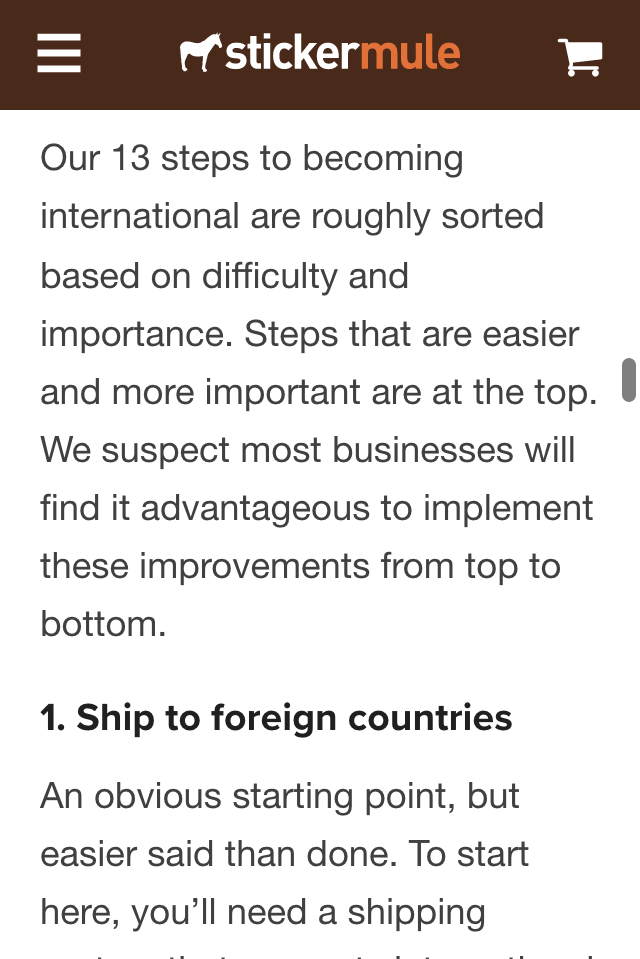 stickermule
Our 13 steps to becoming
international are roughly sorted
based on difficulty and
importance. Steps that are easier
and more important are at the top.
We suspect most businesses will
find it advantageous to implement
these improvements from top to
bottom.
1. Ship to foreign countries
An obvious starting point, but
easier said than done. To start
here, you’ll need a shipping